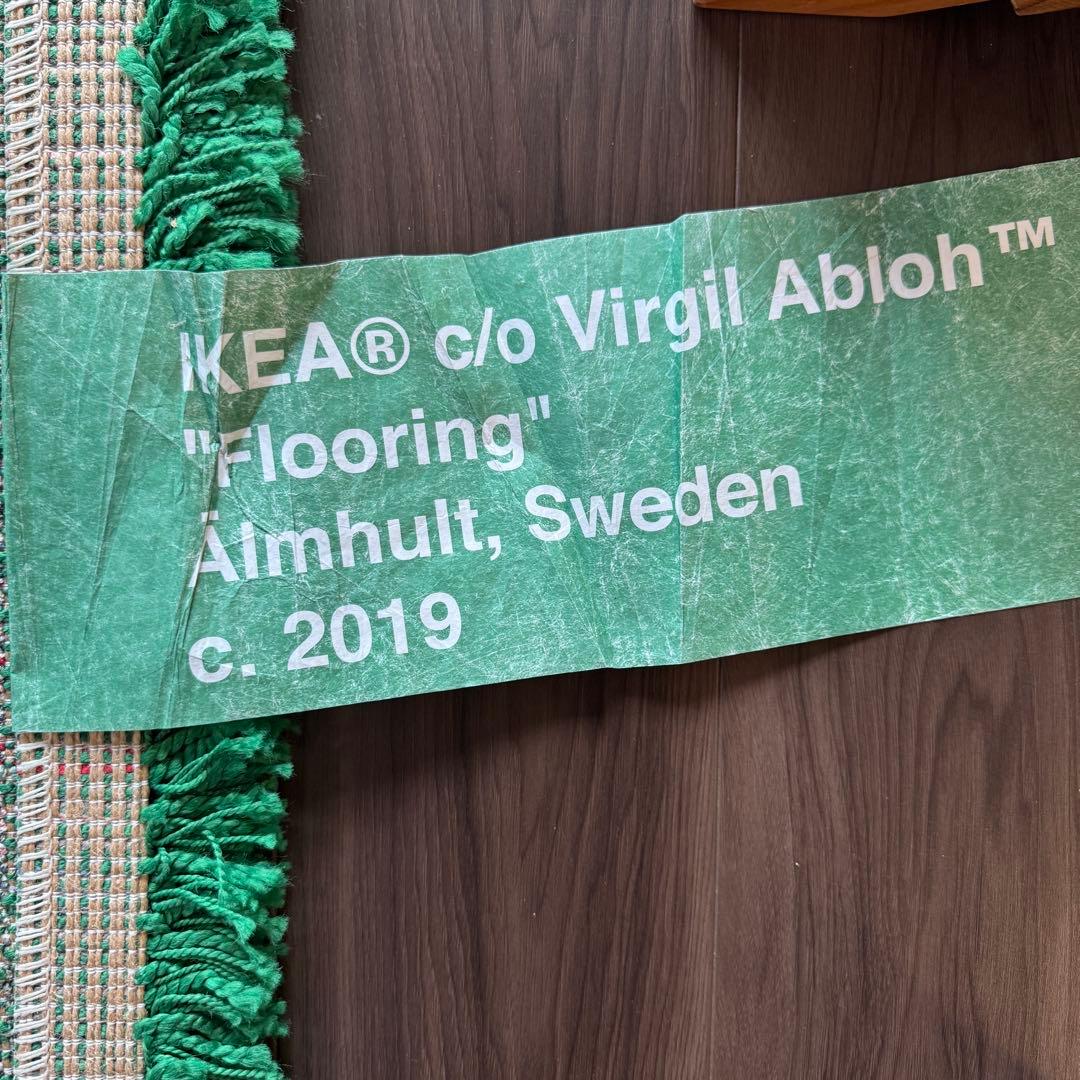 IKEA® c/o Virgil Abloh™
"Flooring"
Älmhult, Sweden
c. 2019